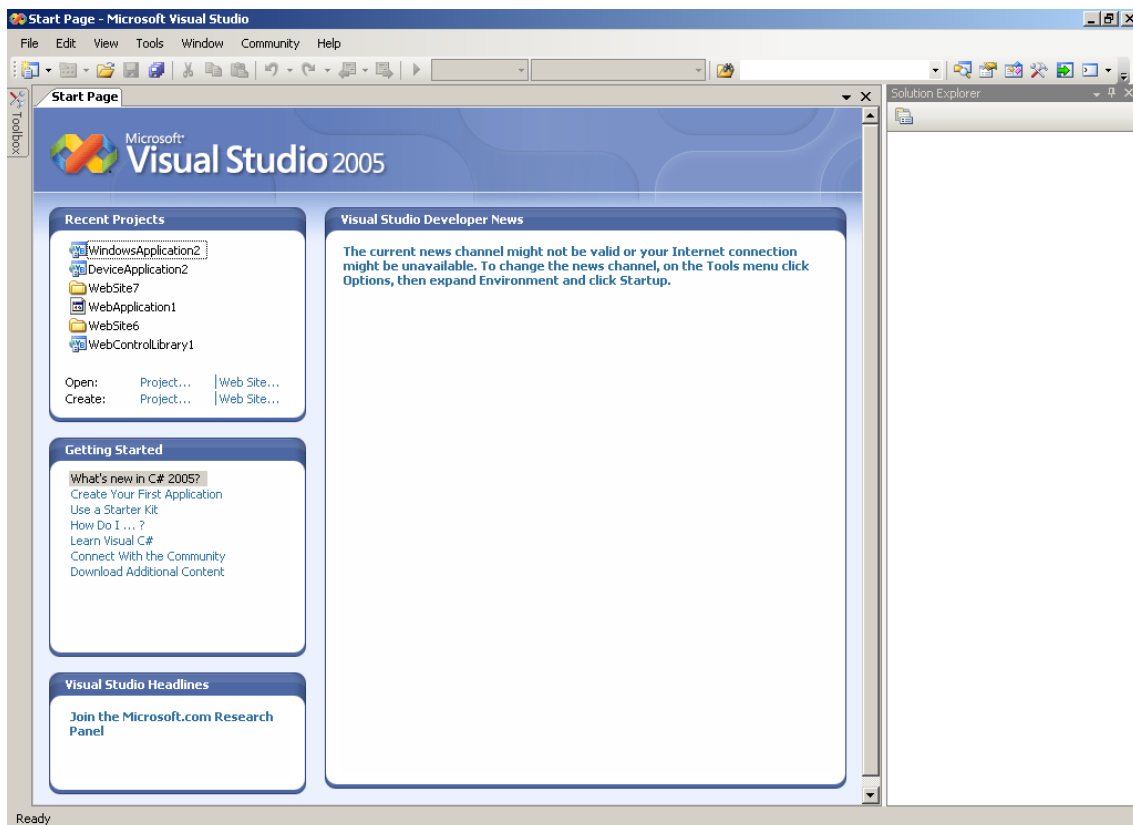 Start Page - Microsoft Visual Studio
File Edit View Tools Window Community Help
Toolbox
Start Page
Solution Explorer
Microsoft
Visual Studio 2005
Recent Projects
WindowsApplication2
DeviceApplication2
WebSite7
WebApplication1
WebSite6
WebControlLibrary1
Open: Project... Web Site...
Create: Project... Web Site...
Getting Started
What's new in C# 2005?
Create Your First Application
Use a Starter Kit
How Do I ... ?
Learn Visual C#
Connect With the Community
Download Additional Content
Visual Studio Headlines
Join the Microsoft.com Research
Panel
Visual Studio Developer News
The current news channel might not be valid or your Internet connection
might be unavailable. To change the news channel, on the Tools menu click
Options, then expand Environment and click Startup.
Ready